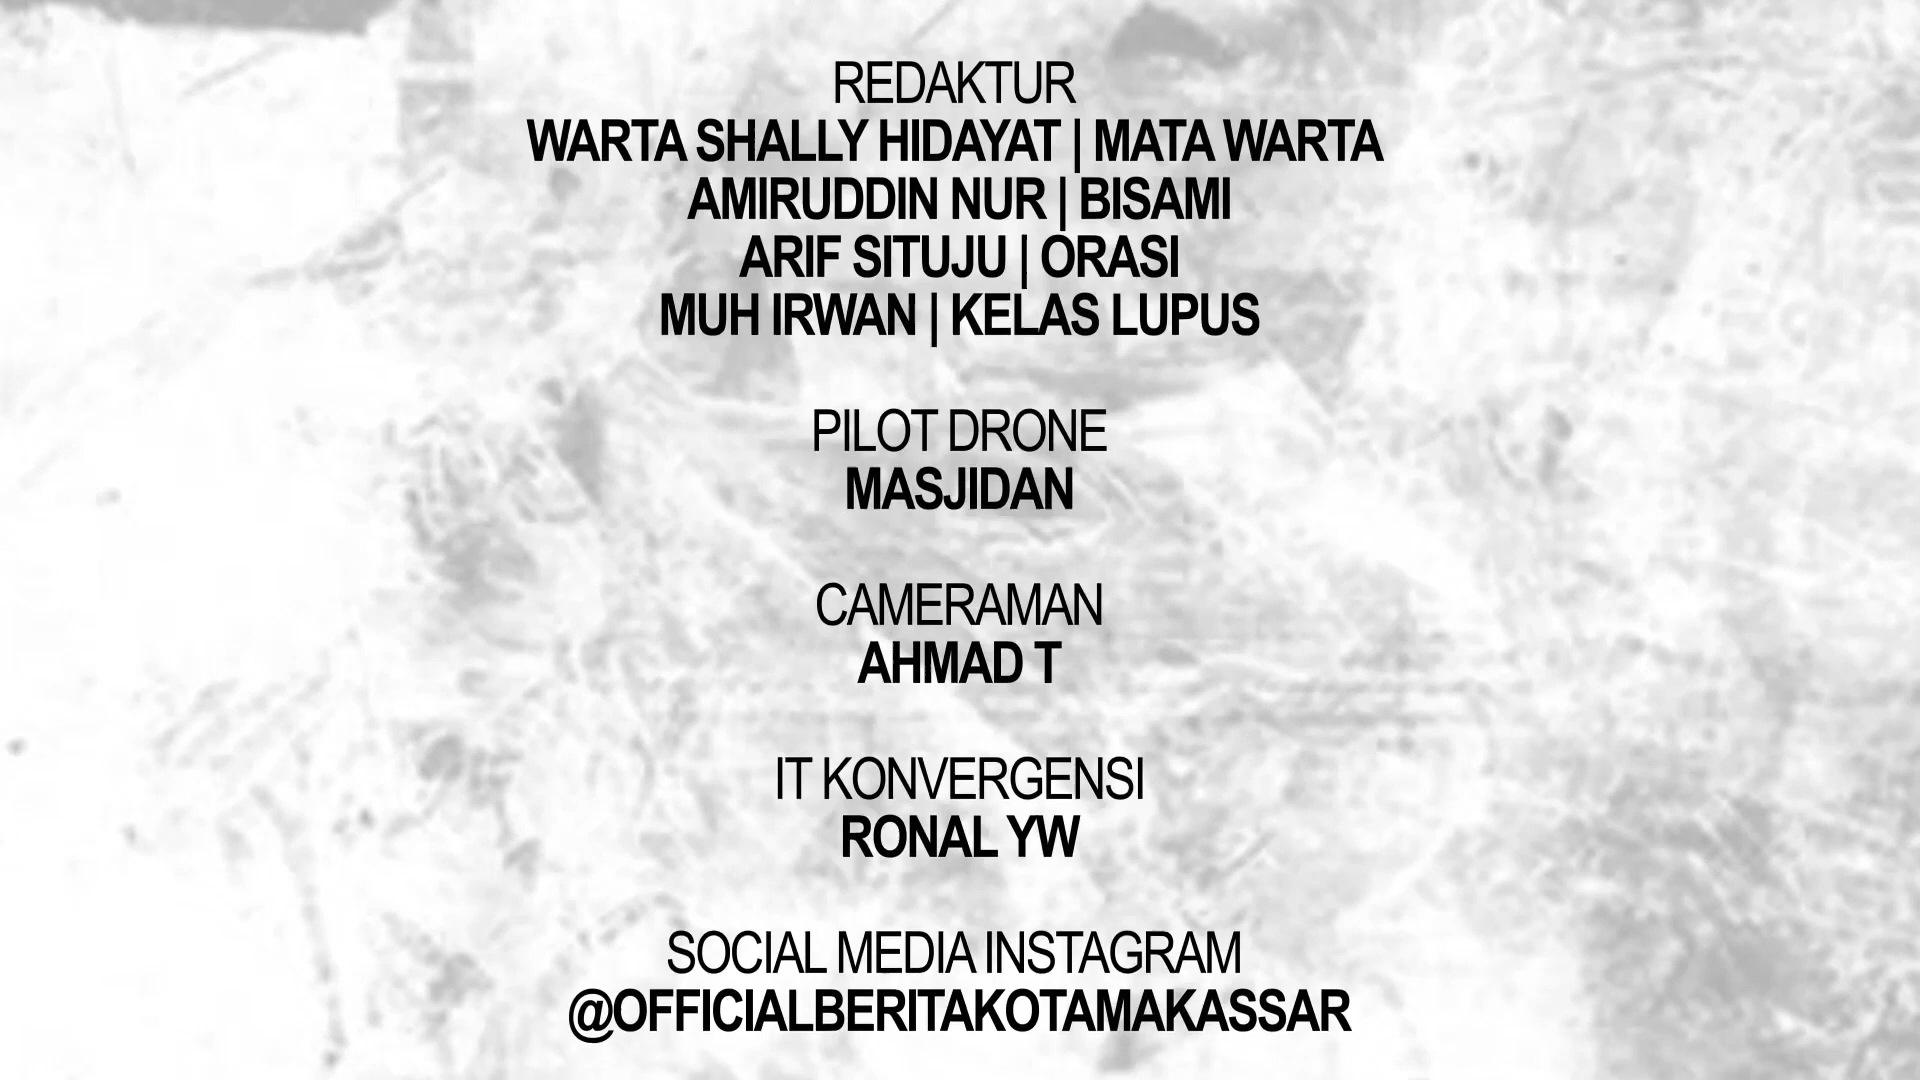 REDAKTUR
WARTA SHALLY HIDAYAT | MATA WARTA
AMIRUDDIN NUR | BISAMI
ARIF SITUJU | ORASI
MUH IRWAN | KELAS LUPUS
PILOT DRONE
MASJIDAN
CAMERAMAN
AHMAD T
IT KONVERGENSI
RONAL YW
SOCIAL MEDIA INSTAGRAM
@OFFICIALBERITAKOTAMAKASSAR